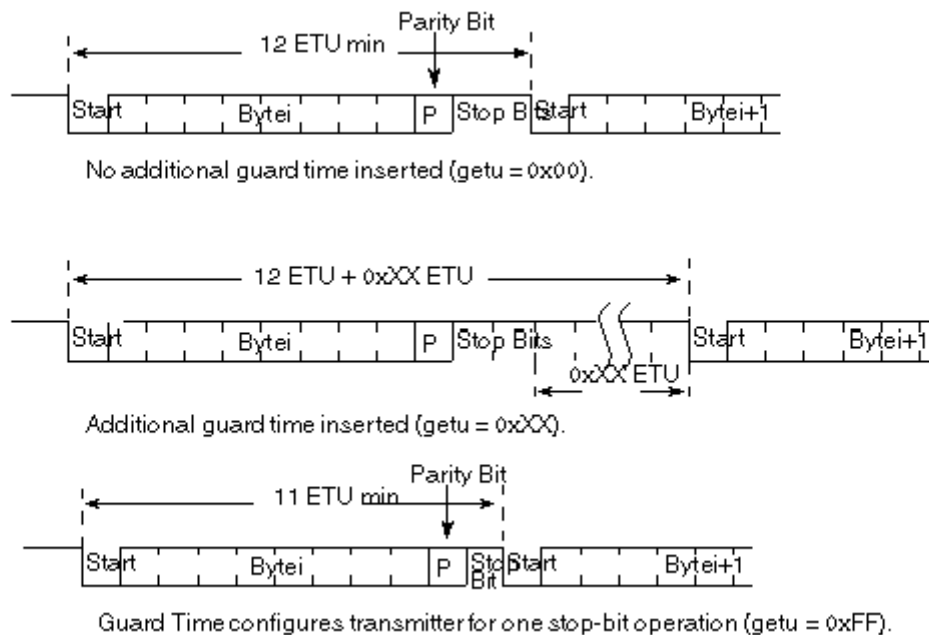 Parity Bit
12 ETU min
Start Bytei P Stop Bits Start Bytei+1
No additional guard time inserted (getu = 0x00).
12 ETU + 0xXX ETU
Start Bytei P Stop Bits Start Bytei+1
0xXX ETU
Additional guard time inserted (getu = 0xXX).
Parity Bit
11 ETU min
Start Bytei P Stop Bit Start Bytei+1
Guard Time configures transmitter for one stop-bit operation (getu = 0xFF).